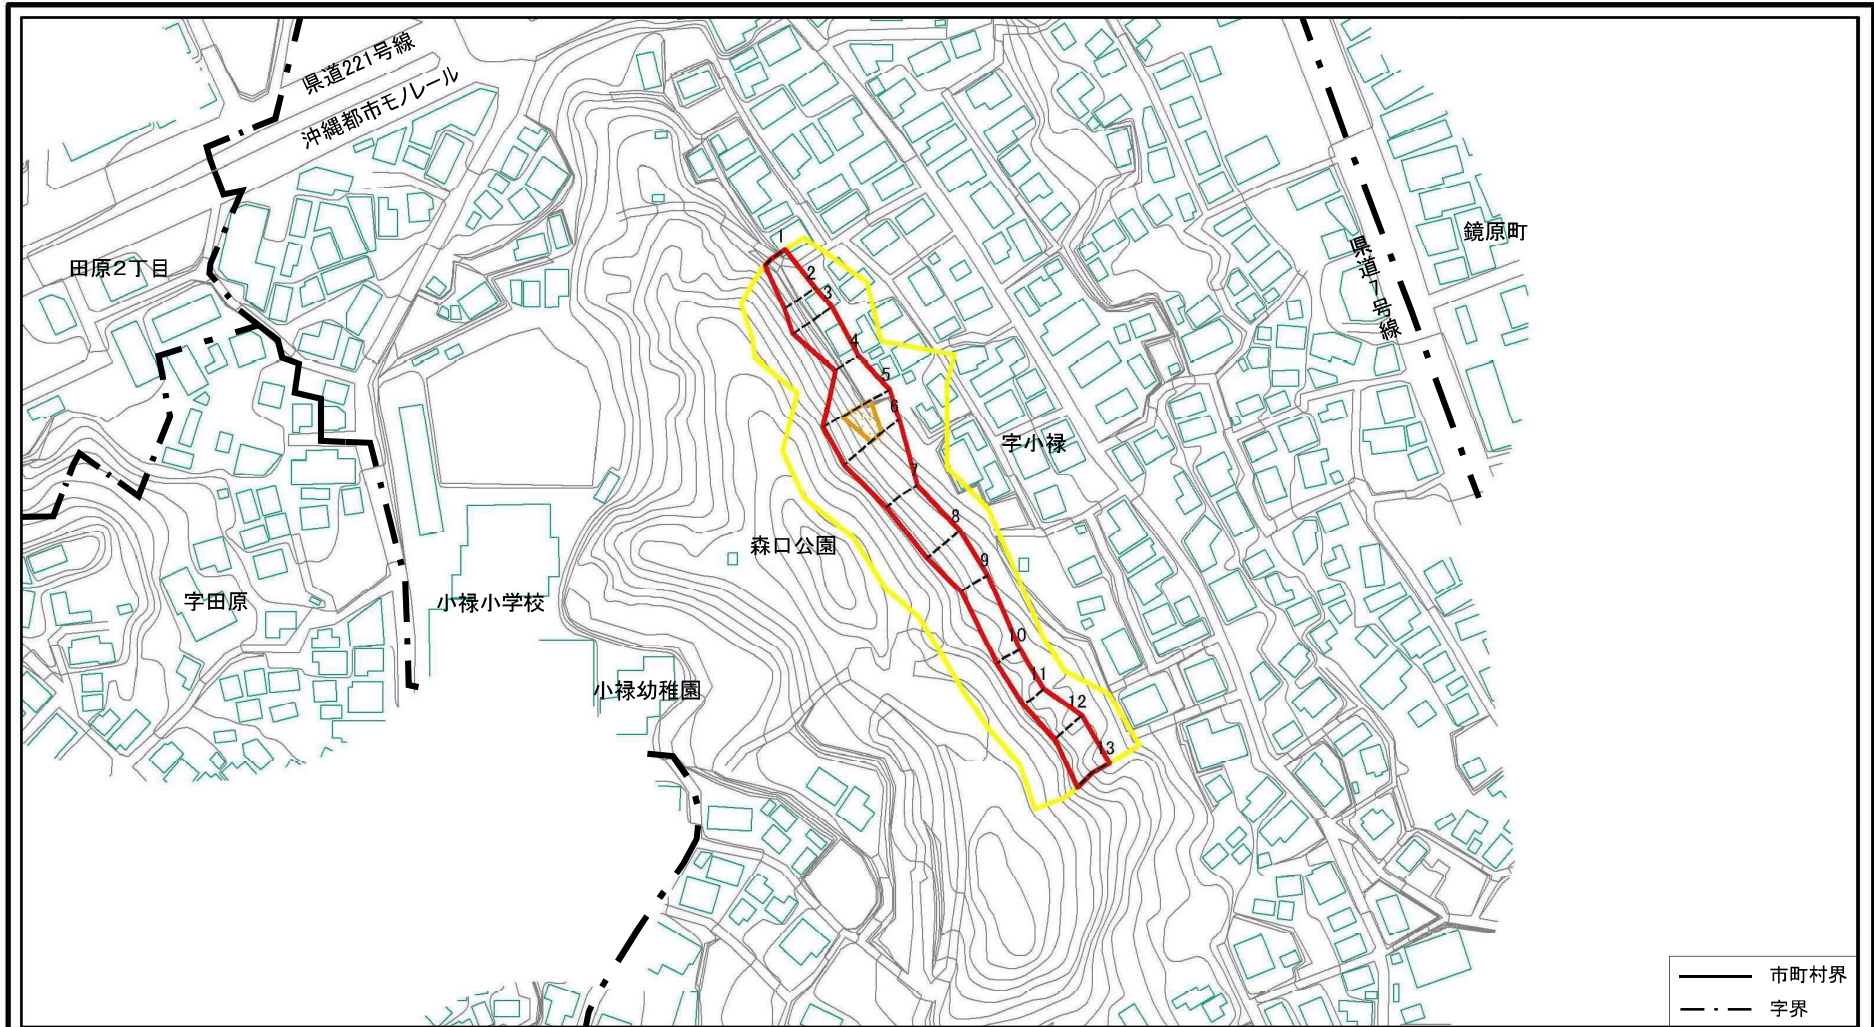 県道221号線
沖縄都市モノレール
田原2丁目
鏡原町
県道7号線
1
2
3
4
5
6
字小禄
7
8
森口公園
9
字田原
小禄小学校
10
11
小禄幼稚園
12
13
市町村界
字界